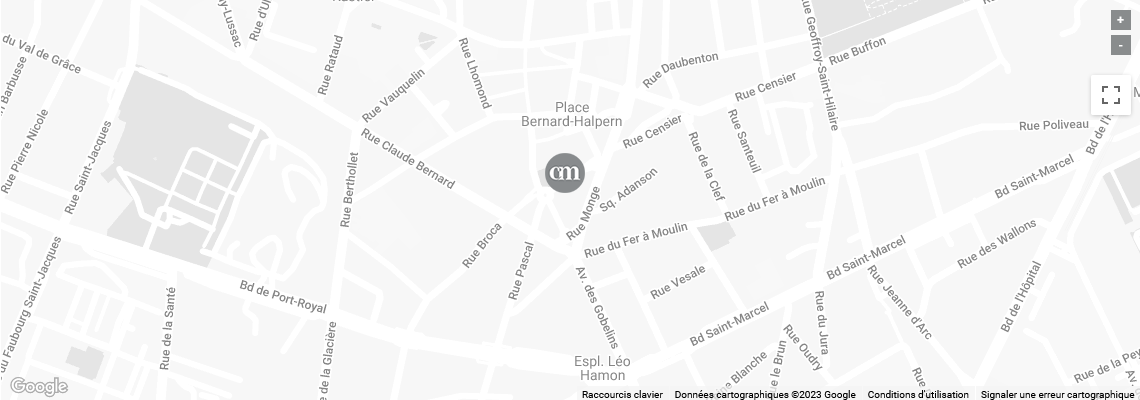 Rue Buffon
Rue Geoffroy-Saint-Hilaire
Rue Daubenton
Rue Censier
Rue Lhomond
Rue Rataud
du Val de Grâce
Rue Vauquelin
Place
Bernard-Halpern
Rue Pierre Nicole
Rue Saint-Jacques
Rue Claude Bernard
Rue Berthollet
Rue Censier
Rue de la Clef
Rue Santeuil
Rue Poliveau
Bd Saint-Marcel
cm
Rue Monge
Sq. Adanson
Rue du Fer à Moulin
Rue du Fer à Moulin
Rue Broca
Rue Pascal
Av. des Gobelins
Rue Vesale
Bd Saint-Marcel
Bd Saint-Marcel
Rue des Wallons
Rue Jeanne d'Arc
Bd de l'Hôpital
Rue du Jura
Rue Oudry
du Faubourg Saint-Jacques
Rue de la Santé
Bd de Port-Royal
e de la Glacière
Espl. Léo
Hamon
ue Blanche
e le Brun
Rue de la Pey
+
-
Google
Raccourcis clavier
Données cartographiques ©2023 Google
Conditions d'utilisation
Signaler une erreur cartographique